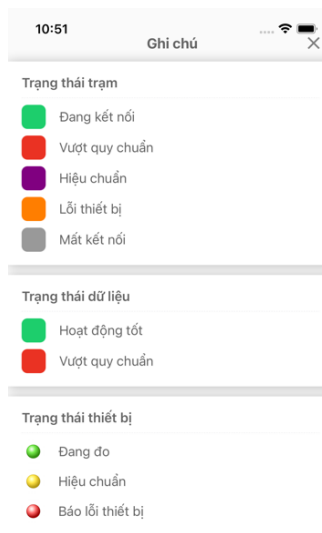 10:51
Ghi chú
Trạng thái trạm
Đang kết nối
Vượt quy chuẩn
Hiệu chuẩn
Lỗi thiết bị
Mất kết nối
Trạng thái dữ liệu
Hoạt động tốt
Vượt quy chuẩn
Trạng thái thiết bị
Đang đo
Hiệu chuẩn
Báo lỗi thiết bị